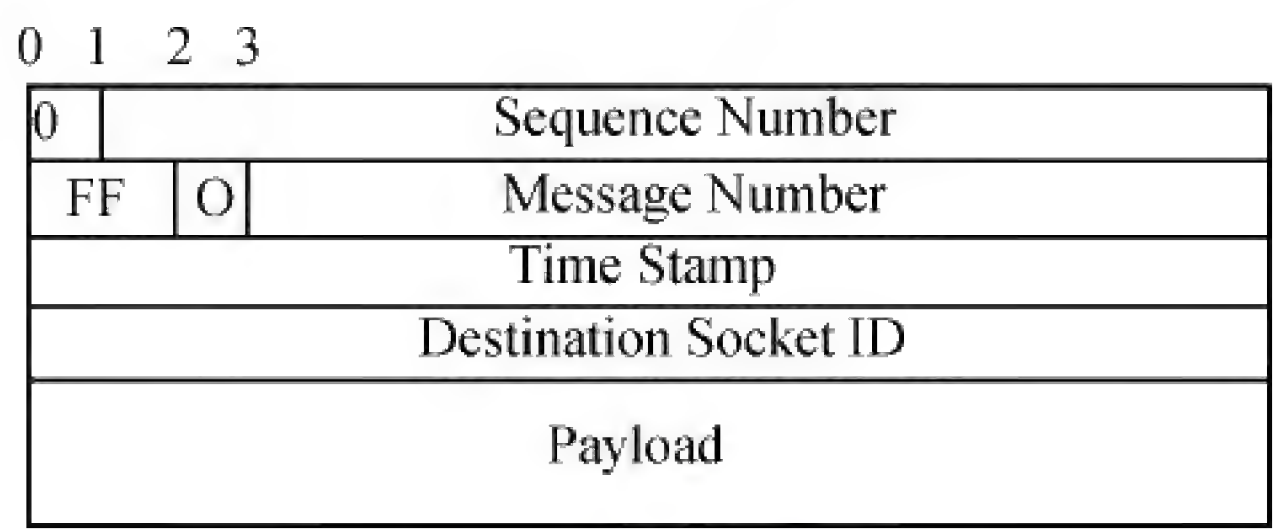 0 1 2 3
0 Sequence Number
FF O Message Number
Time Stamp
Destination Socket ID
Payload